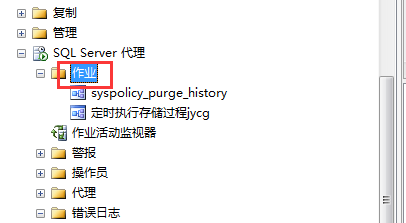 复制
管理
SQL Server 代理
作业
syspolicy_purge_history
定时执行存储过程jycg
作业活动监视器
警报
操作员
代理
错误日志